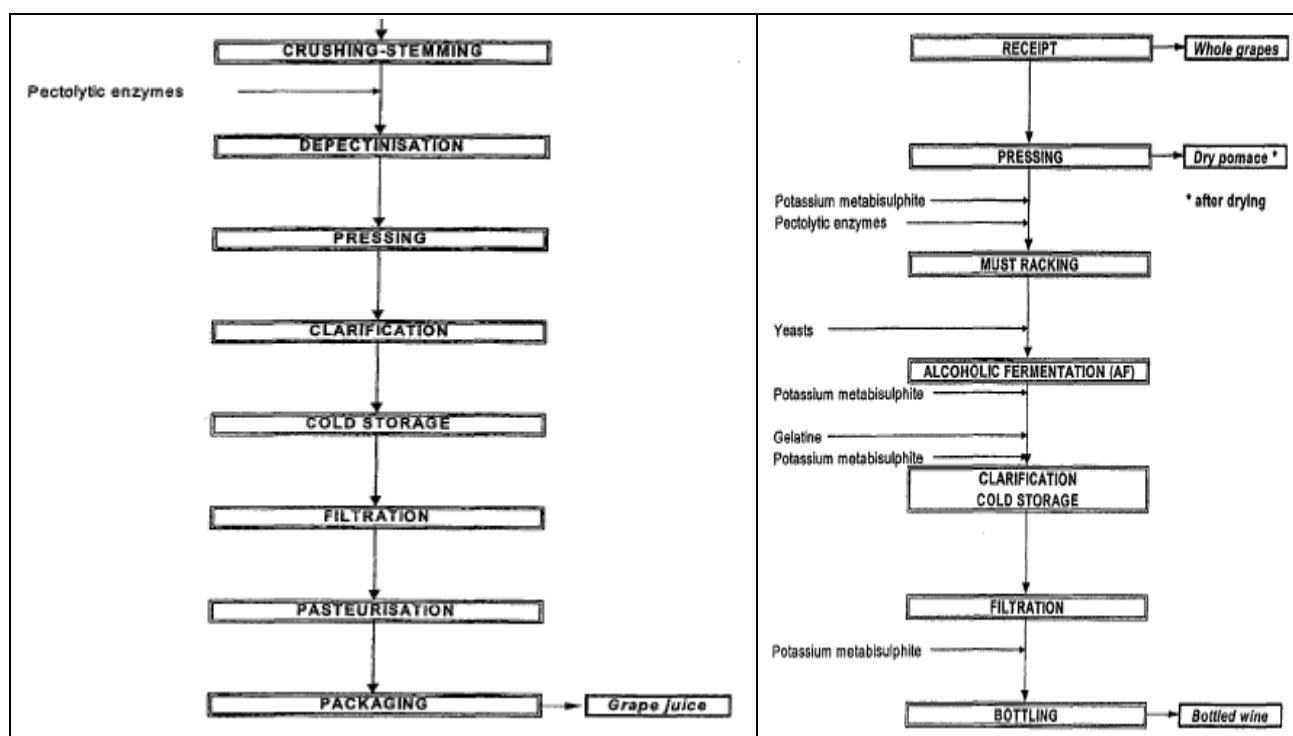 CRUSHING-STEMMING
Pectolytic enzymes
DEPECTINISATION
PRESSING
CLARIFICATION
COLD STORAGE
FILTRATION
PASTEURISATION
PACKAGING
Grape juice
RECEIPT
Whole grapes
PRESSING
Dry pomace *
Potassium metabisulphite
* after drying
Pectolytic enzymes
MUST RACKING
Yeasts
ALCOHOLIC FERMENTATION (AF)
Potassium metabisulphite
Gelatine
Potassium metabisulphite
CLARIFICATION
COLD STORAGE
FILTRATION
Potassium metabisulphite
BOTTLING
Bottled wine